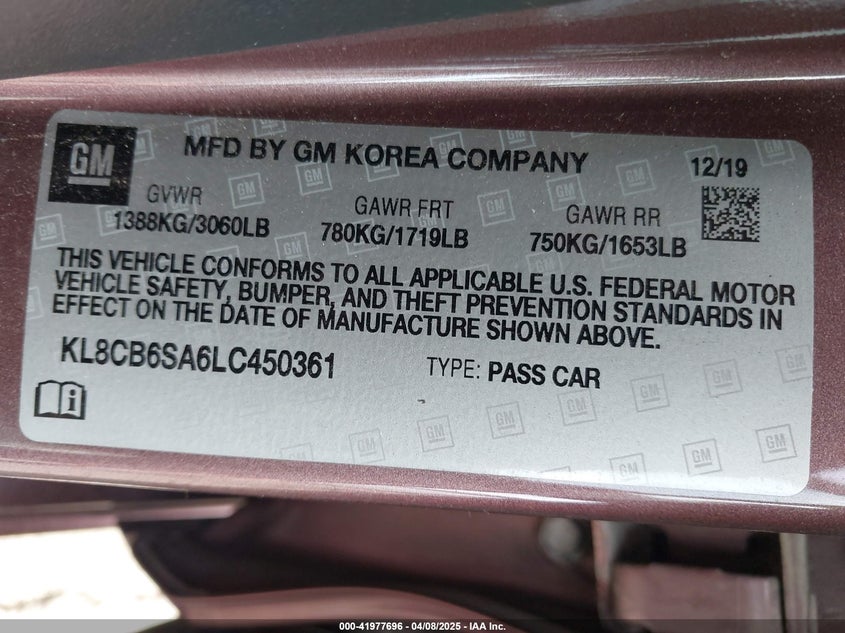 GM
MFD BY GM KOREA COMPANY
12/19
GVWR
1388KG/3060LB
GAWR FRT
780KG/1719LB
GAWR RR
750KG/1653LB
THIS VEHICLE CONFORMS TO ALL APPLICABLE U.S. FEDERAL MOTOR
VEHICLE SAFETY, BUMPER, AND THEFT PREVENTION STANDARDS IN
EFFECT ON THE DATE OF MANUFACTURE SHOWN ABOVE.
KL8CB6SA6LC450361
TYPE: PASS CAR
000-41977696 - 04/08/2025 - IAA Inc.